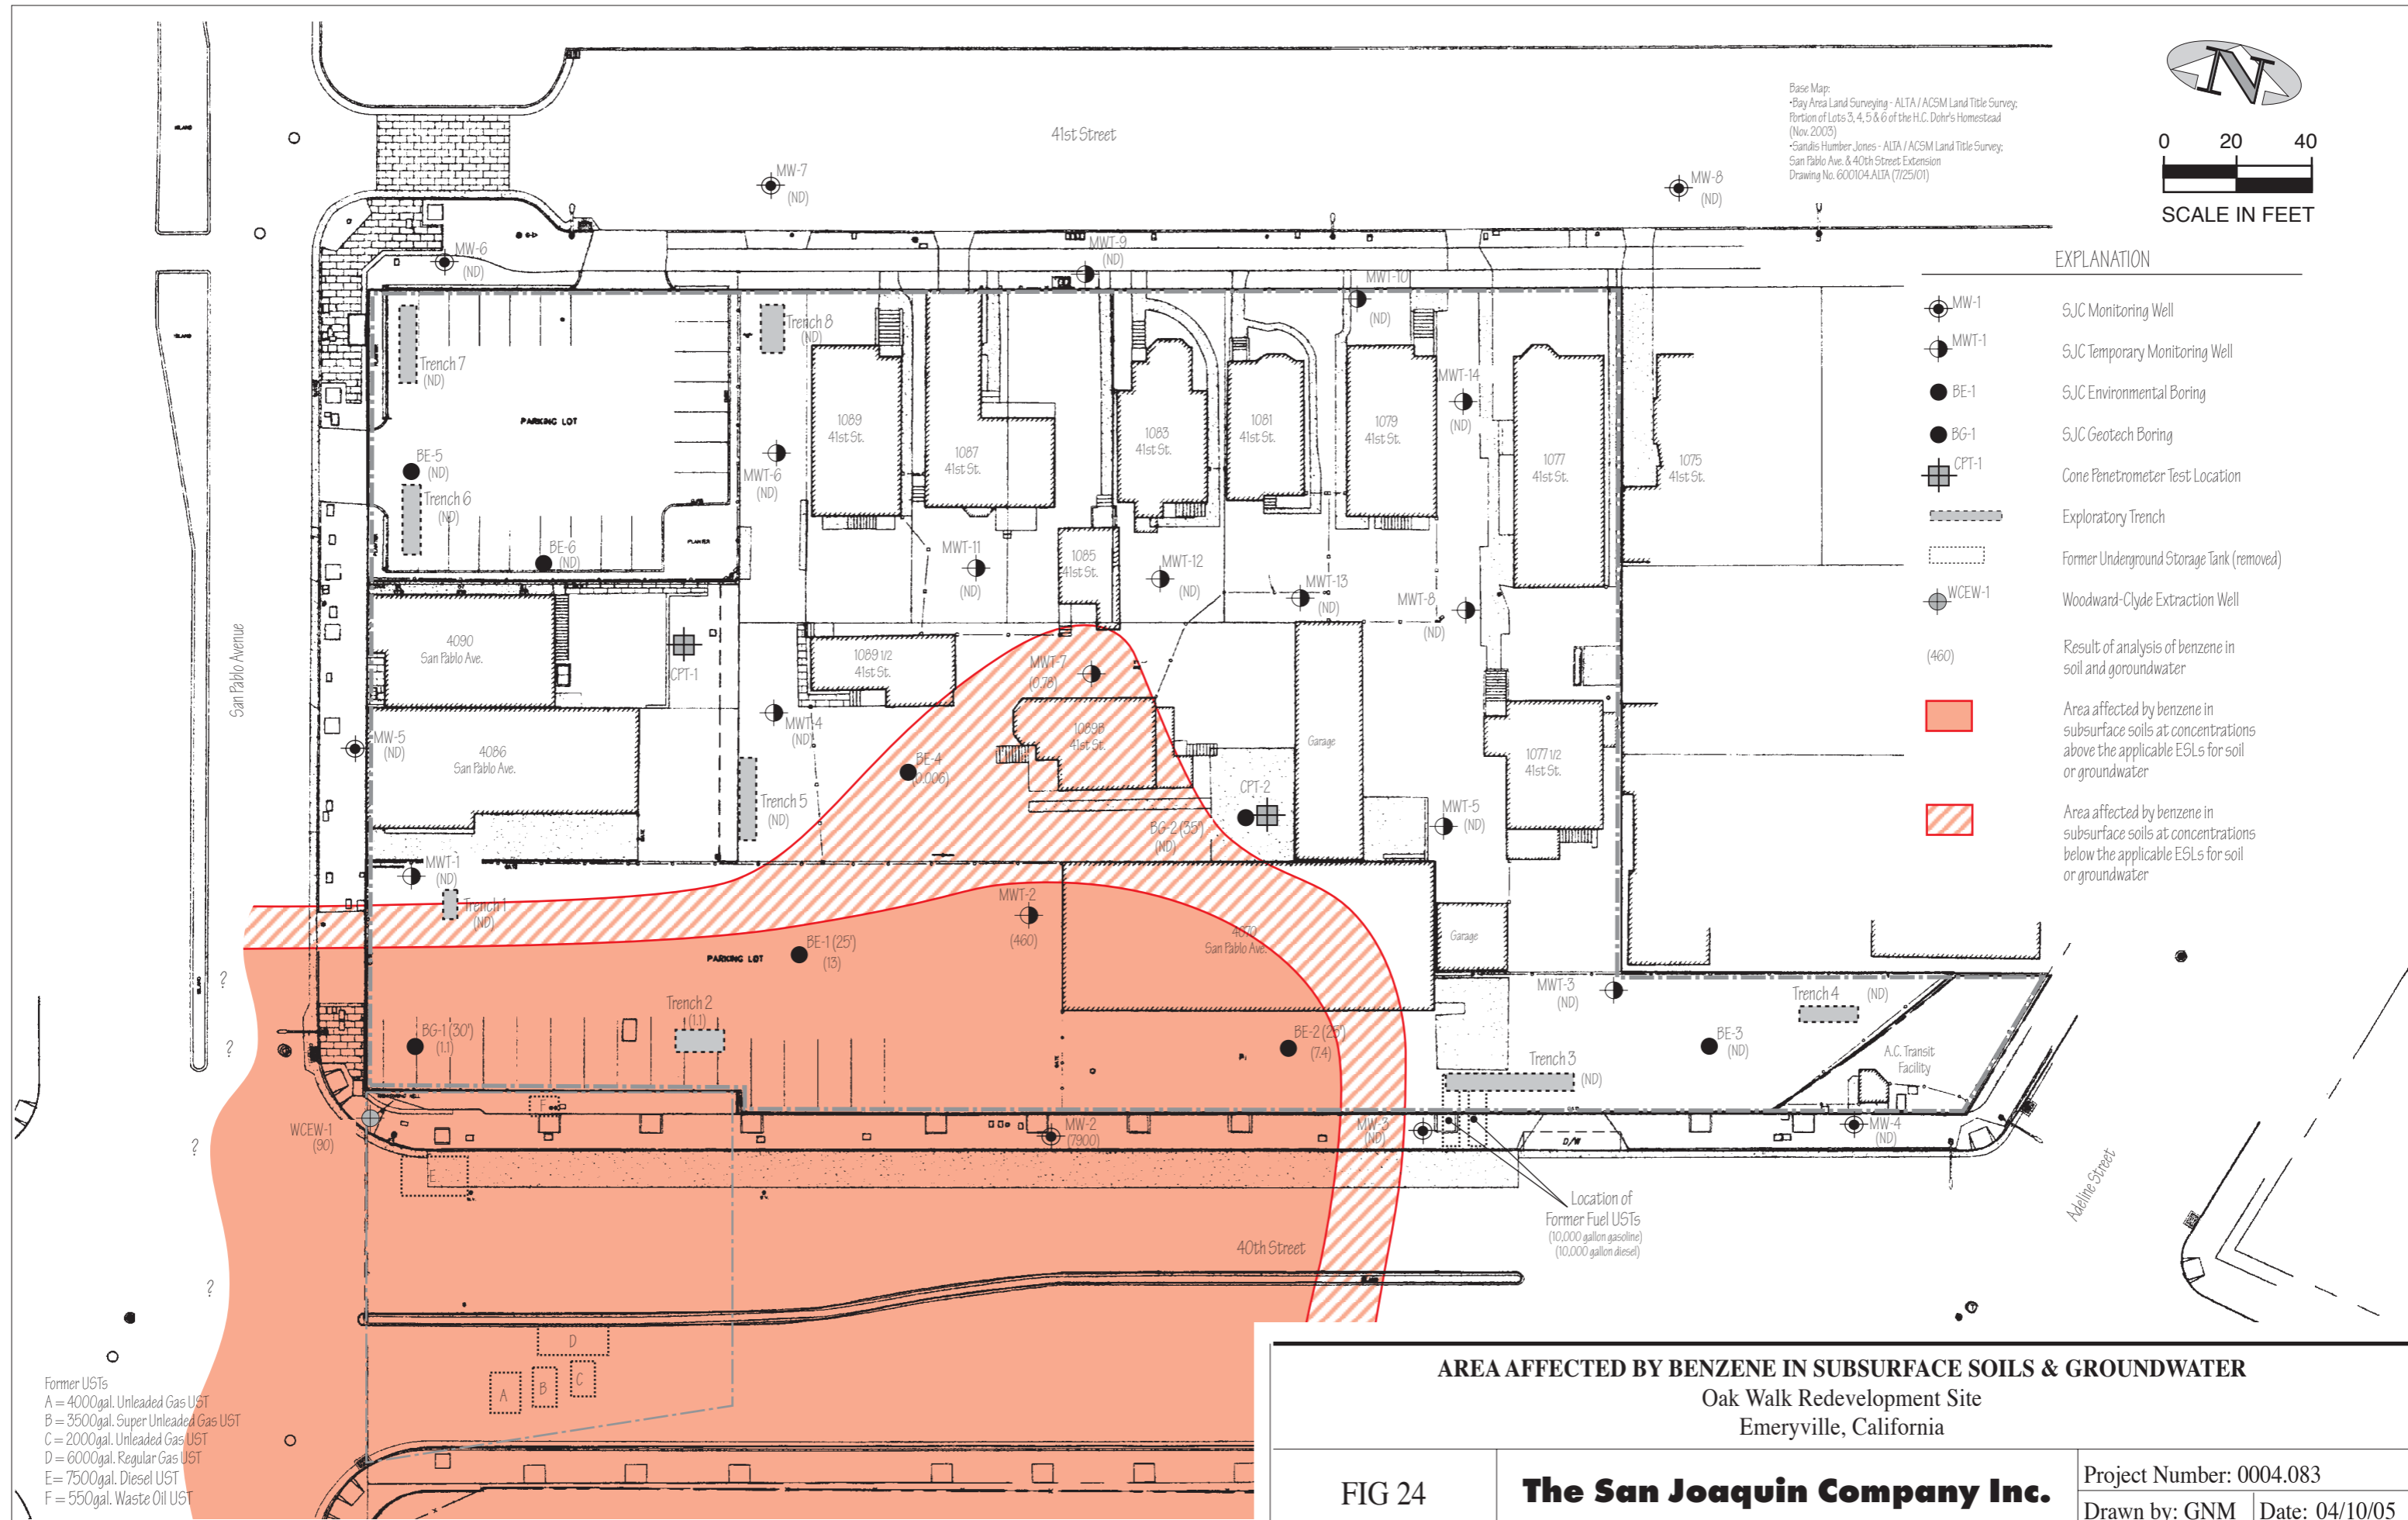 41st Street
Base Map:
•Bay Area Land Surveying - ALTA / ACSM Land Title Survey;
Portion of Lots 3, 4, 5 & 6 of the H.C. Dohr's Homestead
(Nov. 2003)
•Sandis Humber Jones - ALTA / ACSM Land Title Survey;
San Pablo Ave. & 40th Street Extension
Drawing No. 600104.ALTA (7/25/01)
N
0 20 40
SCALE IN FEET
ISLAND
ISLAND
ISLAND
MW-7
(ND)
MW-8
(ND)
MW-6
(ND)
MWT-9
(ND)
MWT-10
(ND)
EXPLANATION
MW-1
SJC Monitoring Well
MWT-1
SJC Temporary Monitoring Well
BE-1
SJC Environmental Boring
BG-1
SJC Geotech Boring
CPT-1
Cone Penetrometer Test Location
Exploratory Trench
Former Underground Storage Tank (removed)
WCEW-1
Woodward-Clyde Extraction Well
(460)
Result of analysis of benzene in
soil and goroundwater
Area affected by benzene in
subsurface soils at concentrations
above the applicable ESLs for soil
or groundwater
Area affected by benzene in
subsurface soils at concentrations
below the applicable ESLs for soil
or groundwater
Trench 7
(ND)
Trench 8
(ND)
PARKING LOT
BE-5
(ND)
Trench 6
(ND)
BE-6
(ND)
PLANTER
MWT-6
(ND)
1089
41st St.
1087
41st St.
1083
41st St.
1081
41st St.
1079
41st St.
MWT-14
(ND)
1077
41st St.
1075
41st St.
MWT-11
(ND)
1085
41st St.
MWT-12
(ND)
MWT-13
(ND)
MWT-8
(ND)
San Pablo Avenue
4090
San Pablo Ave.
CPT-1
1089 1/2
41st St.
MWT-7
(0.78)
MW-5
(ND)
4086
San Pablo Ave.
MWT-4
(ND)
BE-4
(0.006)
1089B
41st St.
Garage
1077 1/2
41st St.
Trench 5
(ND)
CPT-2
BG-2 (35')
(ND)
MWT-5
(ND)
MWT-1
(ND)
Trench 1
(ND)
MWT-2
(460)
4070
San Pablo Ave.
Garage
BE-1 (25')
(13)
PARKING LOT
MWT-3
(ND)
Trench 4
(ND)
Trench 2
(1.1)
BG-1 (30')
(1.1)
BE-2 (25')
(7.4)
BE-3
(ND)
Trench 3
(ND)
A.C. Transit
Facility
?
?
?
?
WCEW-1
(90)
F
MW-2
(7900)
MW-3
(ND)
D/W
MW-4
(ND)
E
Location of
Former Fuel USTs
(10,000 gallon gasoline)
(10,000 gallon diesel)
Adeline Street
40th Street
ISLAND
D
A
B
C
Former USTs
A = 4000gal. Unleaded Gas UST
B = 3500gal. Super Unleaded Gas UST
C = 2000gal. Unleaded Gas UST
D = 6000gal. Regular Gas UST
E= 7500gal. Diesel UST
F = 550gal. Waste Oil UST
AREA AFFECTED BY BENZENE IN SUBSURFACE SOILS & GROUNDWATER
Oak Walk Redevelopment Site
Emeryville, California
FIG 24
The San Joaquin Company Inc.
Project Number: 0004.083
Drawn by: GNM Date: 04/10/05